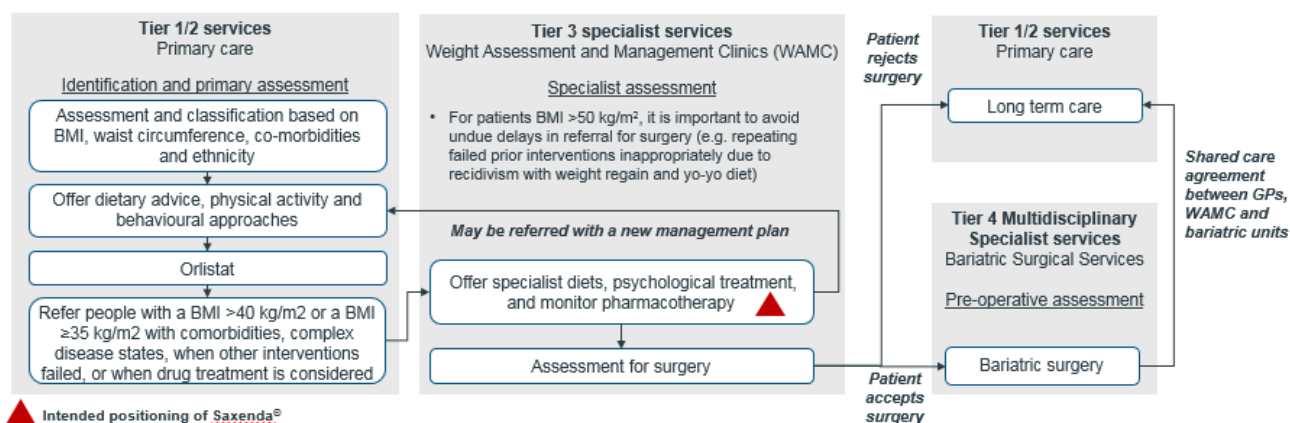 Tier 1/2 services
Primary care
Identification and primary assessment
Assessment and classification based on
BMI, waist circumference, co-morbidities
and ethnicity
Offer dietary advice, physical activity and
behavioural approaches
Orlistat
Refer people with a BMI >40 kg/m2 or a BMI
≥35 kg/m2 with comorbidities, complex
disease states, when other interventions
failed, or when drug treatment is considered
Tier 3 specialist services
Weight Assessment and Management Clinics (WAMC)
Specialist assessment
• For patients BMI >50 kg/m², it is important to avoid
undue delays in referral for surgery (e.g. repeating
failed prior interventions inappropriately due to
recidivism with weight regain and yo-yo diet)
May be referred with a new management plan
Offer specialist diets, psychological treatment,
and monitor pharmacotherapy
Assessment for surgery
Patient
rejects
surgery
Patient
accepts
surgery
Tier 1/2 services
Primary care
Long term care
Tier 4 Multidisciplinary
Specialist services
Bariatric Surgical Services
Pre-operative assessment
Bariatric surgery
Shared care
agreement
between GPs,
WAMC and
bariatric units
Intended positioning of Saxenda®